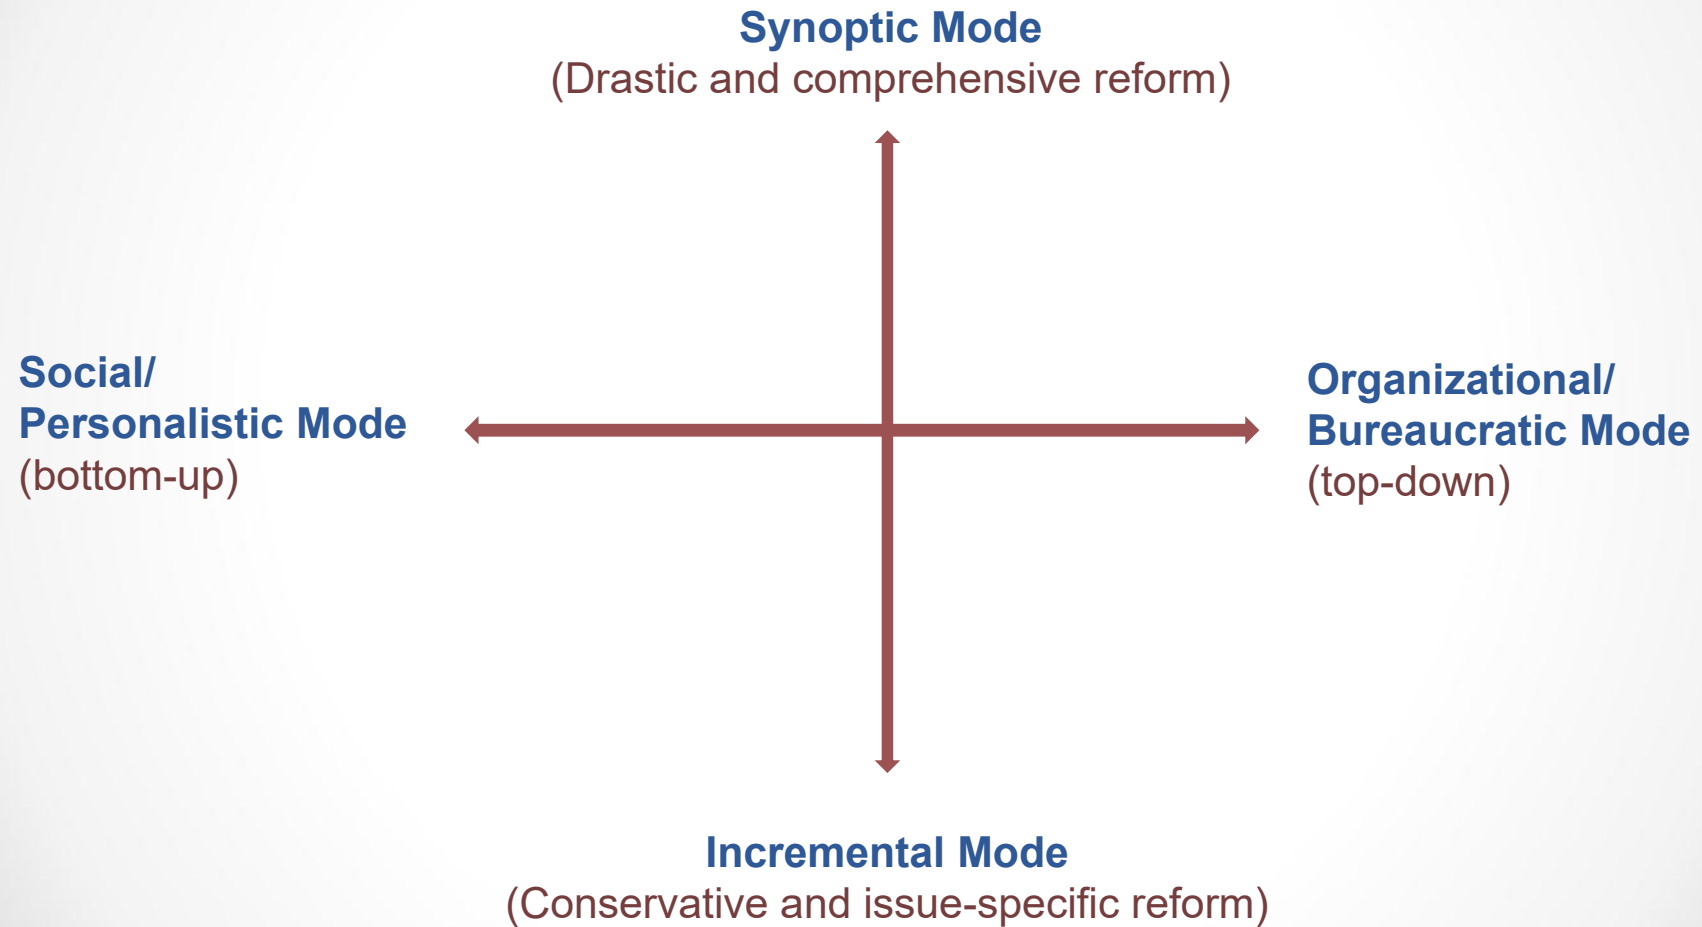 Synoptic Mode
(Drastic and comprehensive reform)
Social/
Personalistic Mode
(bottom-up)
Organizational/
Bureaucratic Mode
(top-down)
Incremental Mode
(Conservative and issue-specific reform)